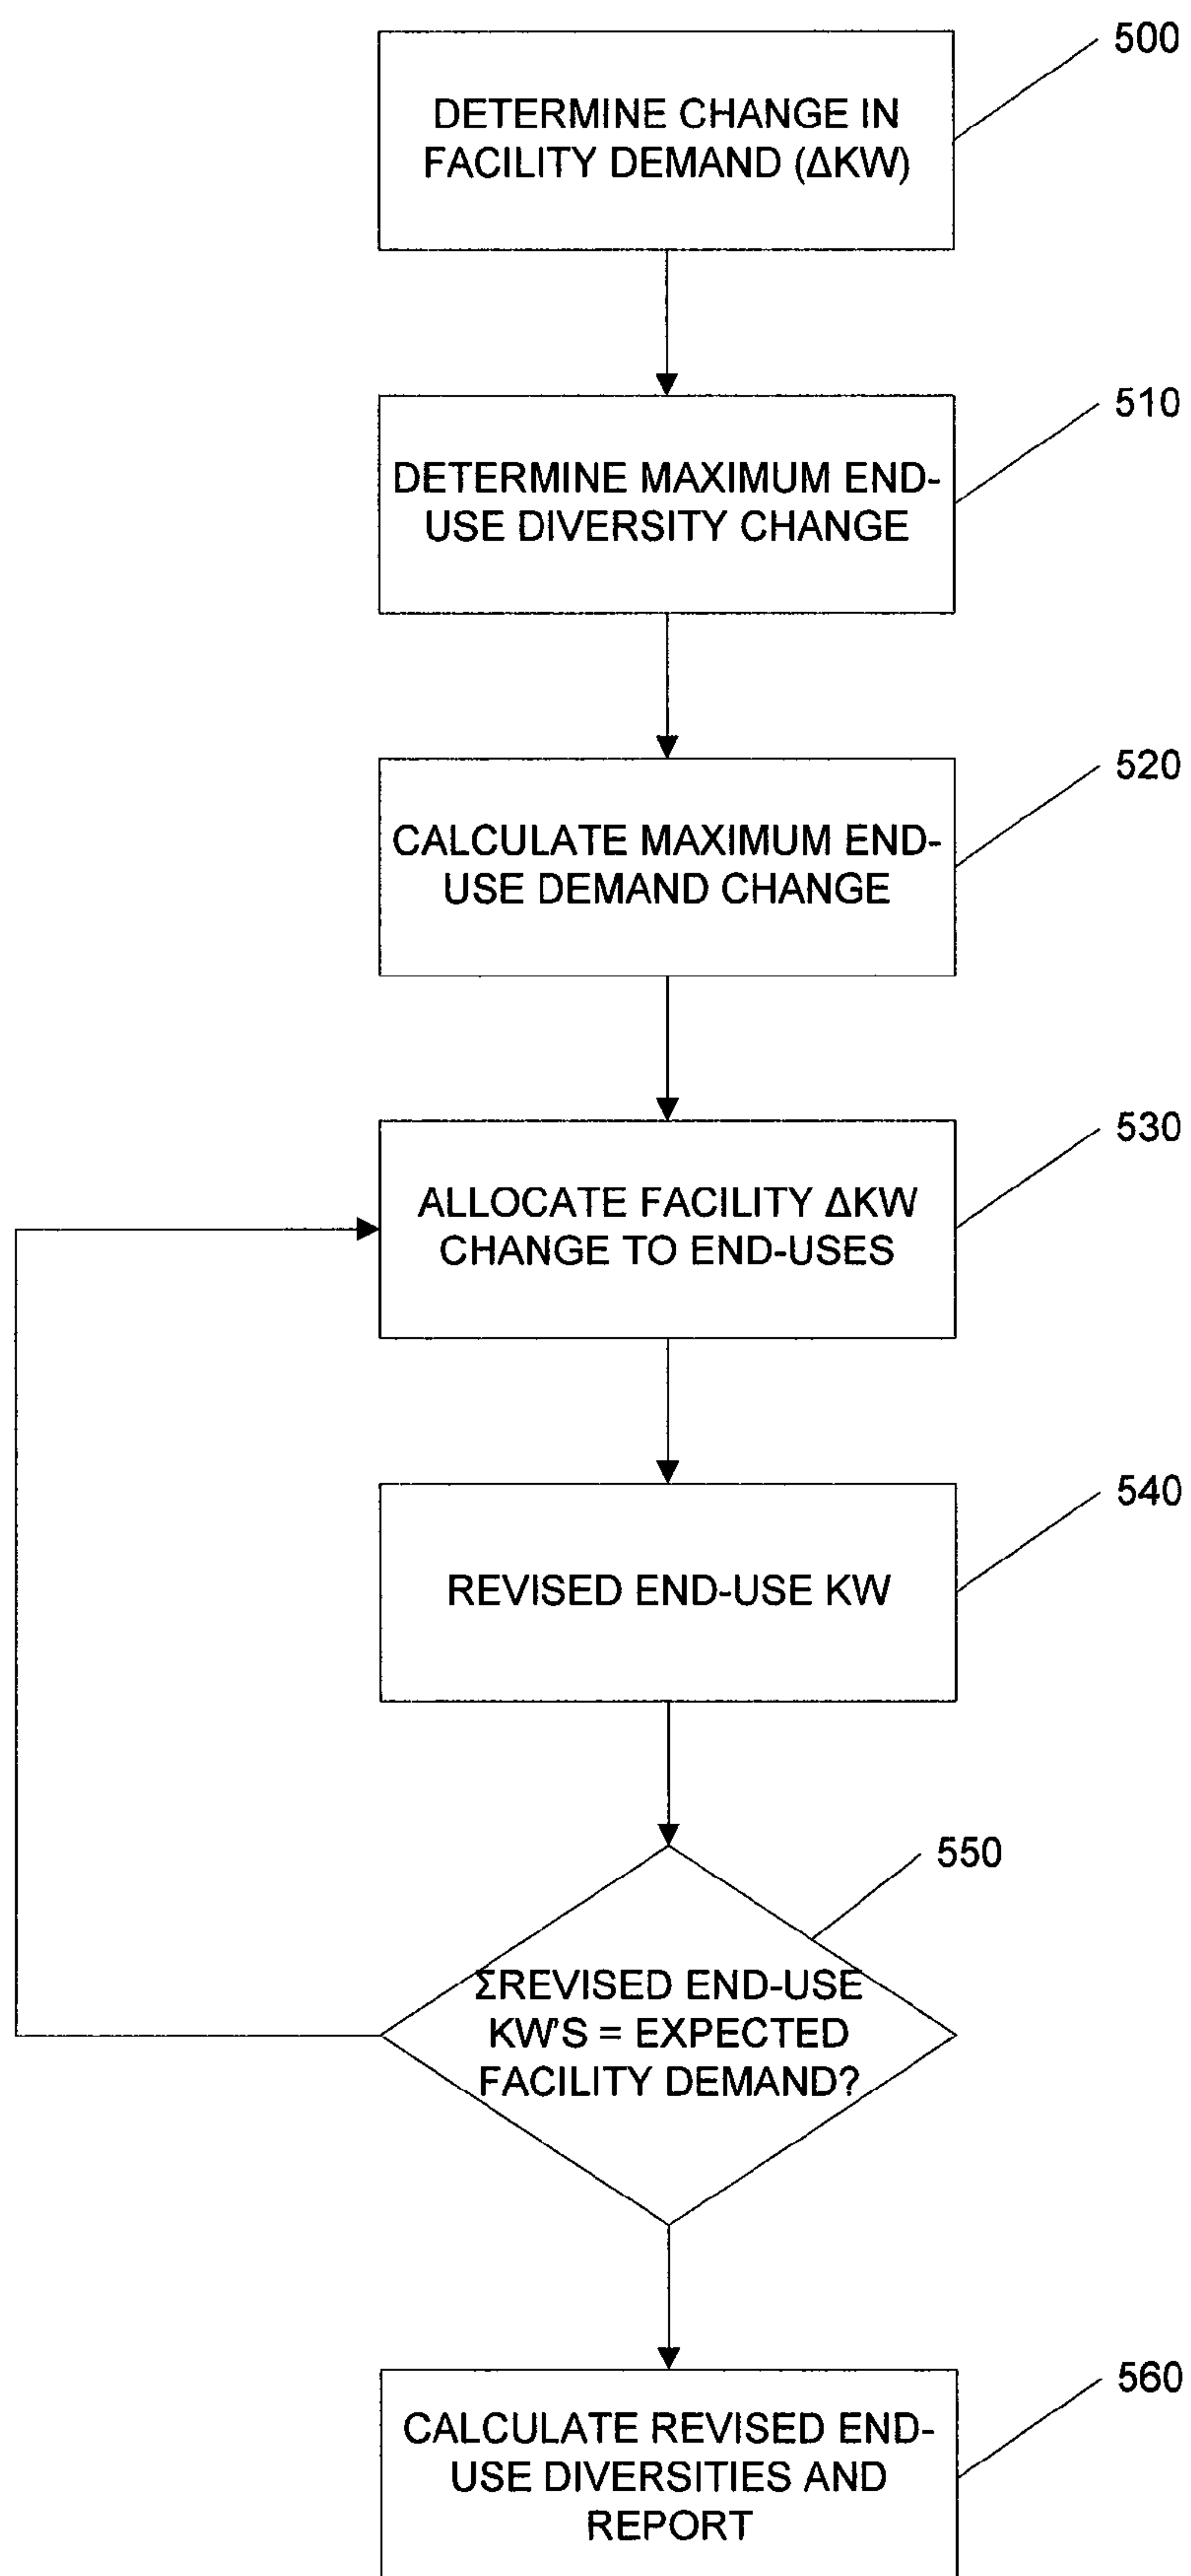 500
DETERMINE CHANGE IN
FACILITY DEMAND (ΔKW)
510
DETERMINE MAXIMUM END-
USE DIVERSITY CHANGE
520
CALCULATE MAXIMUM END-
USE DEMAND CHANGE
530
ALLOCATE FACILITY ΔKW
CHANGE TO END-USES
540
REVISED END-USE KW
550
ΣREVISED END-USE
KW'S = EXPECTED
FACILITY DEMAND?
560
CALCULATE REVISED END-
USE DIVERSITIES AND
REPORT